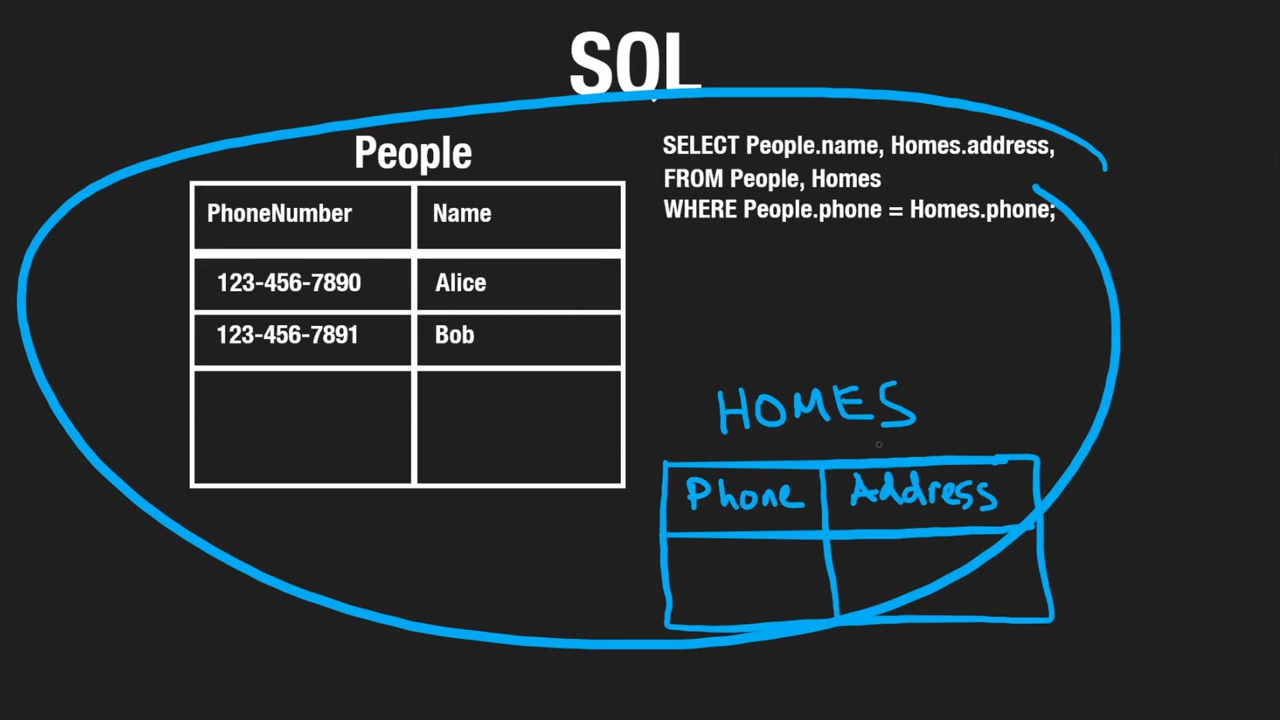 SQL
People
PhoneNumber Name
123-456-7890 Alice
123-456-7891 Bob
SELECT People.name, Homes.address,
FROM People, Homes
WHERE People.phone = Homes.phone;
HOMES
Phone Address